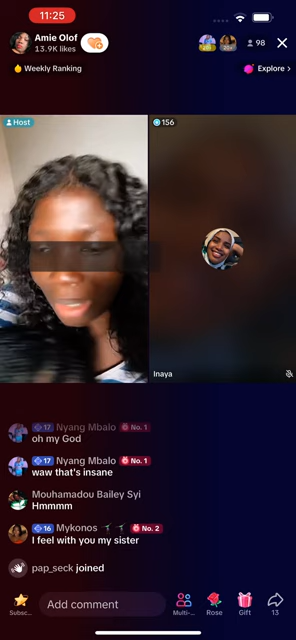 11:25
Amie Olof
13.9K likes
20+
98
Weekly Ranking
Explore >
Host
156
Inaya
17 Nyang Mbalo No. 1
oh my God
17 Nyang Mbalo No. 1
waw that's insane
Mouhamadou Bailey Syi
Hmmmm
16 Mykonos No. 2
I feel with you my sister
pap_seck joined
Add comment
Subsc...
Multi-...
Rose
Gift
13